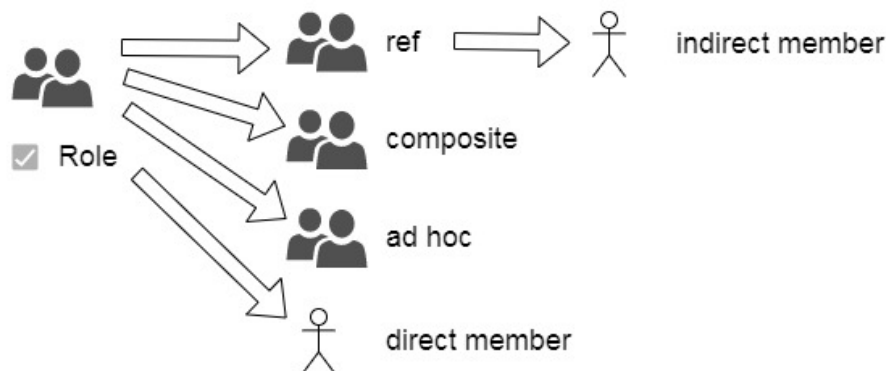 ref
indirect member
composite
Role
ad hoc
direct member